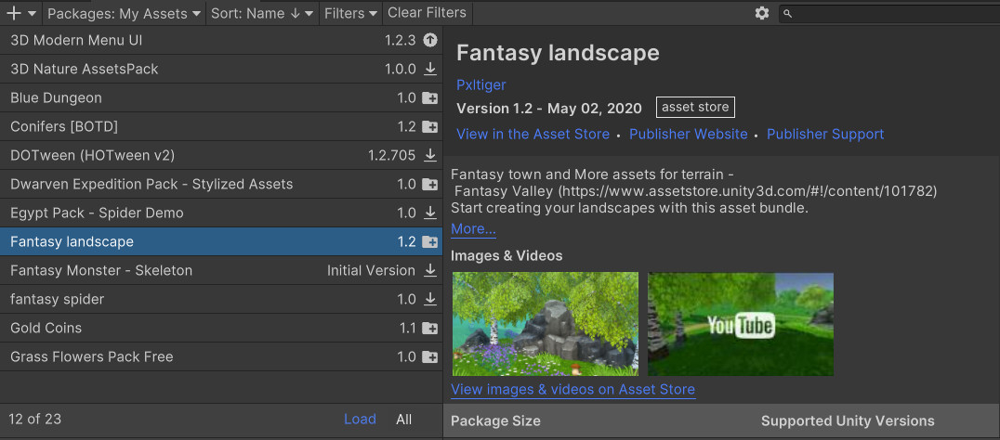 Packages: My Assets Sort: Name Filters Clear Filters
3D Modern Menu UI 1.2.3
3D Nature AssetsPack 1.0.0
Blue Dungeon 1.0
Conifers [BOTD] 1.2
DOTween (HOTween v2) 1.2.705
Dwarven Expedition Pack - Stylized Assets 1.0
Egypt Pack - Spider Demo 1.0
Fantasy landscape 1.2
Fantasy Monster - Skeleton Initial Version
fantasy spider 1.0
Gold Coins 1.1
Grass Flowers Pack Free 1.0
12 of 23 Load All
Fantasy landscape
Pxltiger
Version 1.2 - May 02, 2020 asset store
View in the Asset Store • Publisher Website • Publisher Support
Fantasy town and More assets for terrain -
Fantasy Valley (https://www.assetstore.unity3d.com/#!/content/101782)
Start creating your landscapes with this asset bundle.
More...
Images & Videos
YouTube
View images & videos on Asset Store
Package Size Supported Unity Versions